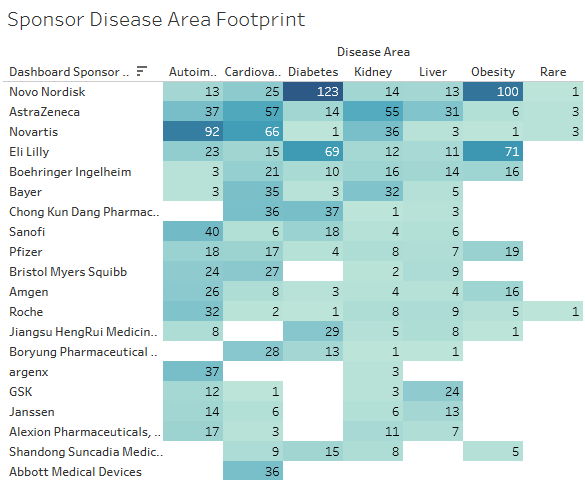 Sponsor Disease Area Footprint
Disease Area
Dashboard Sponsor .. Autoim.. Cardiova.. Diabetes Kidney Liver Obesity Rare
Novo Nordisk 13 25 123 14 13 100 1
AstraZeneca 37 57 14 55 31 6 3
Novartis 92 66 1 36 3 1 3
Eli Lilly 23 15 69 12 11 71
Boehringer Ingelheim 3 21 10 16 14 16
Bayer 3 35 3 32 5
Chong Kun Dang Pharmac.. 36 37 1 3
Sanofi 40 6 18 4 6
Pfizer 18 17 4 8 7 19
Bristol Myers Squibb 24 27 2 9
Amgen 26 8 3 4 4 16
Roche 32 2 1 8 9 1
Jiangsu HengRui Medicin.. 8 29 5 8 1
Boryung Pharmaceutical .. 28 13 1 1
argenx 37 3
GSK 12 1 3 24
Janssen 14 6 6 13
Alexion Pharmaceuticals, .. 17 3 11 7
Shandong Suncadia Medic.. 9 15 8 5
Abbott Medical Devices 36